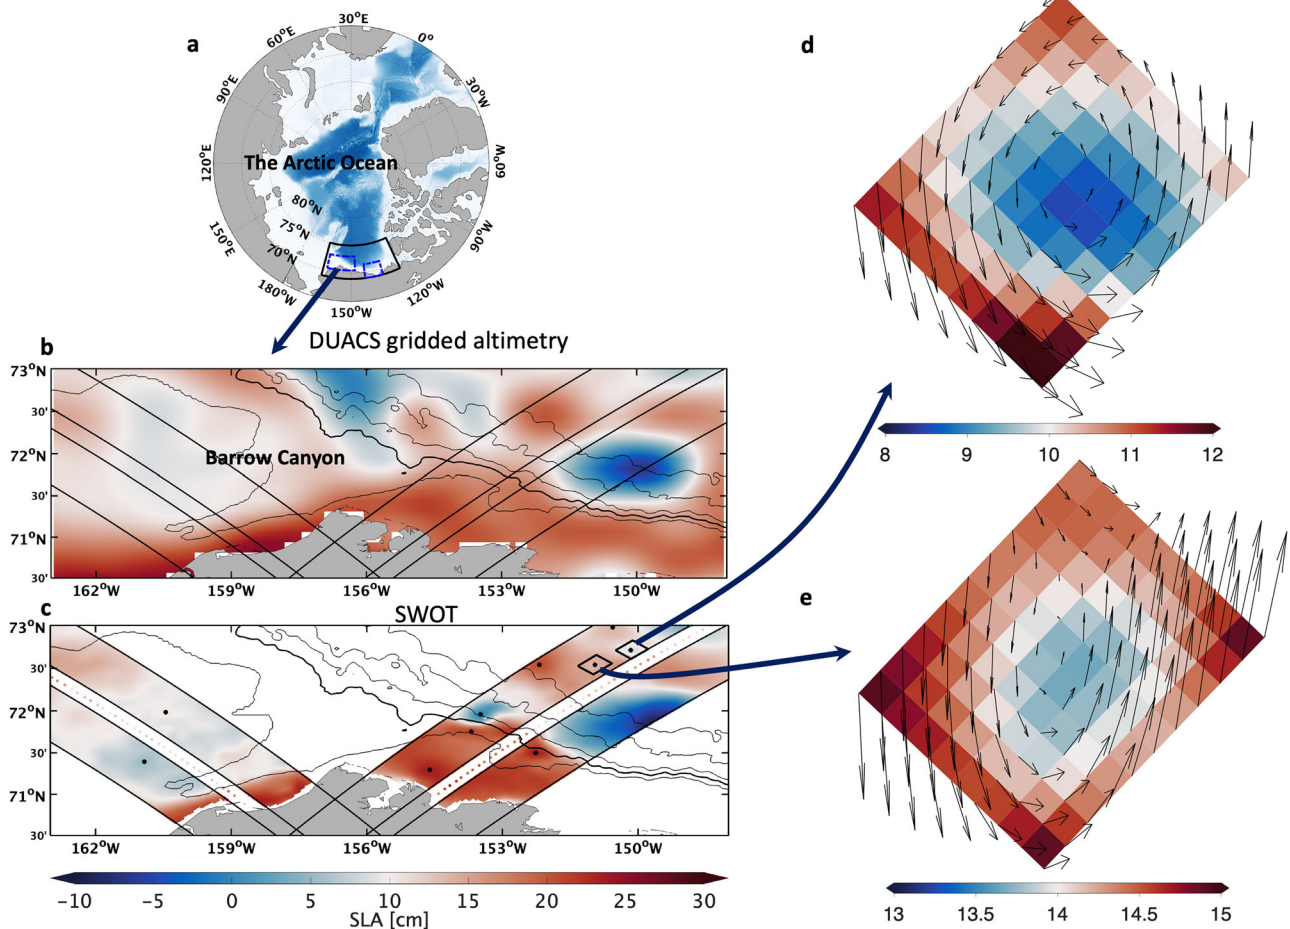 a
30°E
0°
60°E
30°W
90°E
120°E
The Arctic Ocean
60°W
80°N
75°N
150°E
70°N
90°W
180°W
120°W
150°W
DUACS gridded altimetry
b
73°N
30'
72°N
Barrow Canyon
30'
71°N
30'
162°W 159°W 156°W 153°W 150°W
c
SWOT
73°N
30'
72°N
30'
71°N
30'
162°W 159°W 156°W 153°W 150°W
−10 −5 0 5 10 15 20 25 30
SLA [cm]
d
8 9 10 11 12
e
13 13.5 14 14.5 15